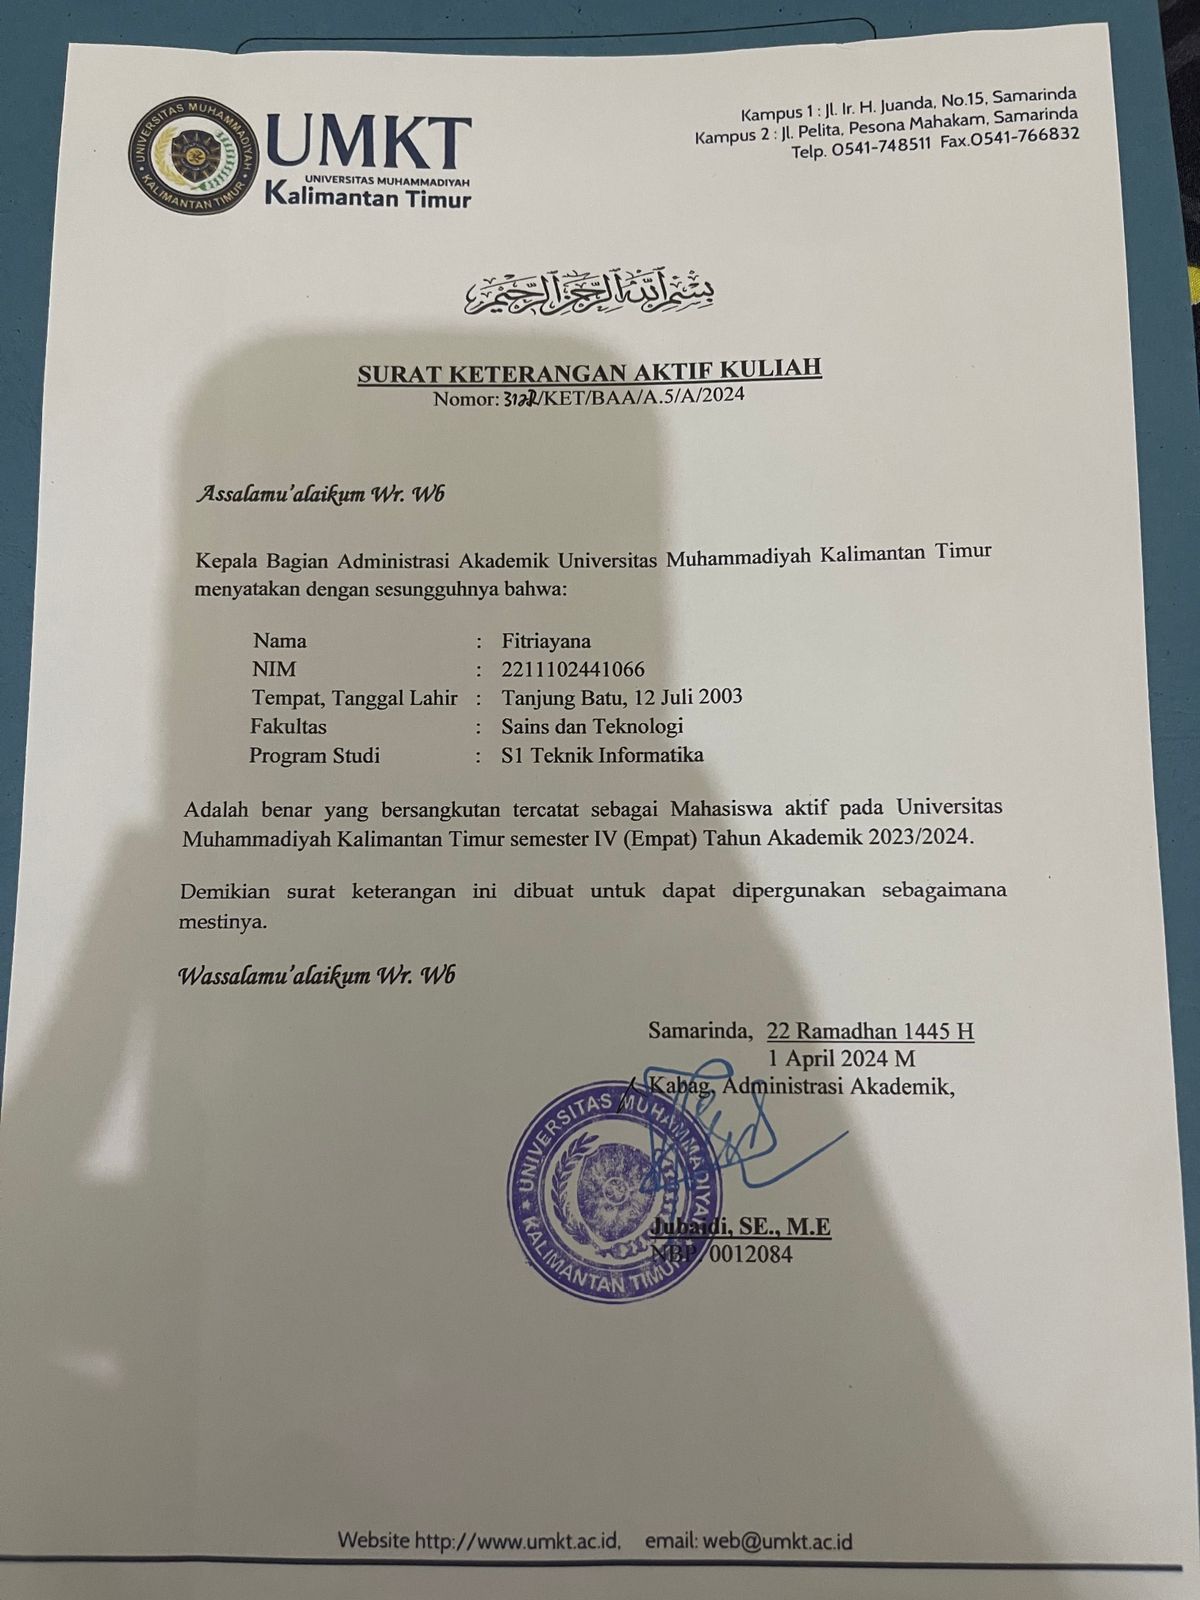 UNIVERSITAS MUHAMMADIYAH
KALIMANTAN TIMUR
UMKT
UNIVERSITAS MUHAMMADIYAH
Kalimantan Timur
Kampus 1 : Jl. Ir. H. Juanda, No.15, Samarinda
Kampus 2 : Jl. Pelita, Pesona Mahakam, Samarinda
Telp. 0541-748511 Fax.0541-766832
بِسْمِ اللَّهِ الرَّحْمَٰنِ الرَّحِيمِ
SURAT KETERANGAN AKTIF KULIAH
Nomor: /KET/BAA/A.5/A/2024
Assalamu'alaikum Wr. Wb
Kepala Bagian Administrasi Akademik Universitas Muhammadiyah Kalimantan Timur
menyatakan dengan sesungguhnya bahwa:
Nama : Fitriayana
NIM : 2211102441066
Tempat, Tanggal Lahir : Tanjung Batu, 12 Juli 2003
Fakultas : Sains dan Teknologi
Program Studi : S1 Teknik Informatika
Adalah benar yang bersangkutan tercatat sebagai Mahasiswa aktif pada Universitas
Muhammadiyah Kalimantan Timur semester IV (Empat) Tahun Akademik 2023/2024.
Demikian surat keterangan ini dibuat untuk dapat dipergunakan sebagaimana
mestinya.
Wassalamu'alaikum Wr. Wb
Samarinda, 22 Ramadhan 1445 H
1 April 2024 M
Kabag, Administrasi Akademik,
UNIVERSITAS MUHAMMADIYAH
KALIMANTAN TIMUR
Jubaidi, SE., M.E
NBP. 0012084
Website http://www.umkt.ac.id, email: web@umkt.ac.id